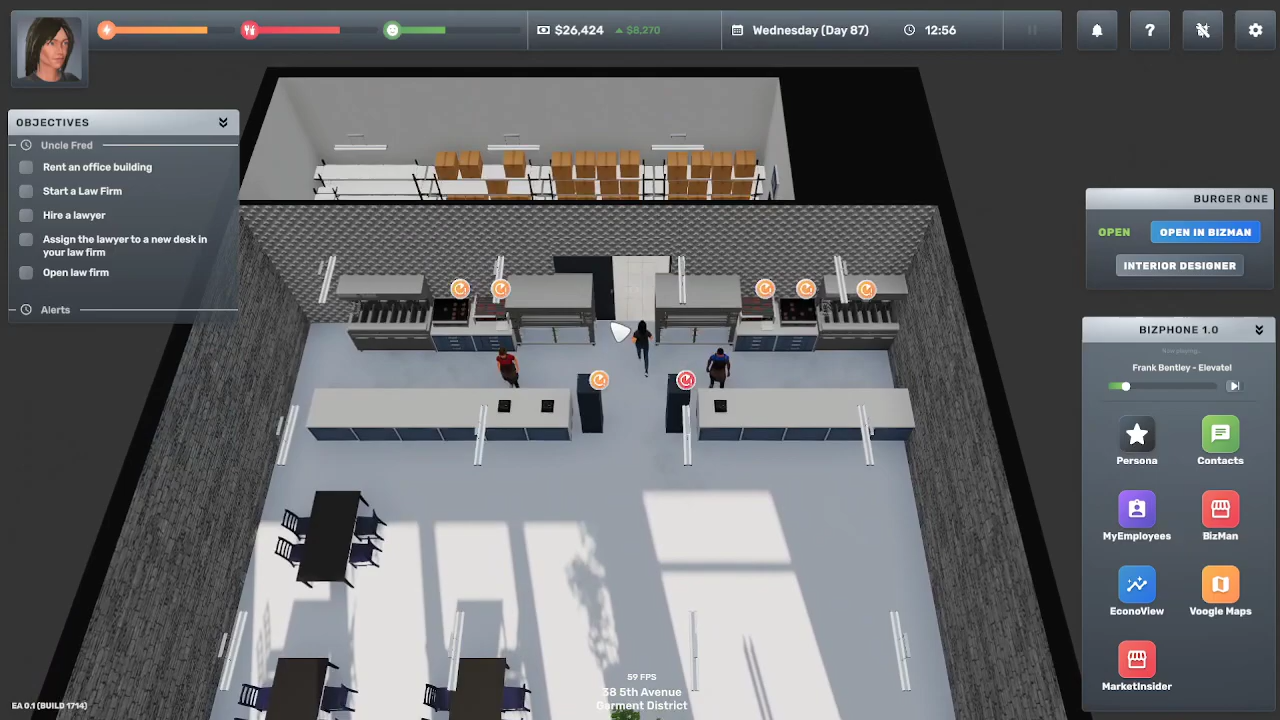 $26,424
$8,270
Wednesday (Day 87)
12:56
?
OBJECTIVES
Uncle Fred
Rent an office building
Start a Law Firm
Hire a lawyer
Assign the lawyer to a new desk in
your law firm
Open law firm
Alerts
BURGER ONE
OPEN
OPEN IN BIZMAN
INTERIOR DESIGNER
BIZPHONE 1.0
Now playing..
Frank Bentley - Elevatel
Persona
Contacts
MyEmployees
BizMan
EconoView
Voogle Maps
MarketInsider
59 FPS
38 5th Avenue
Garment District
EA 0.1 (BUILD 1714)